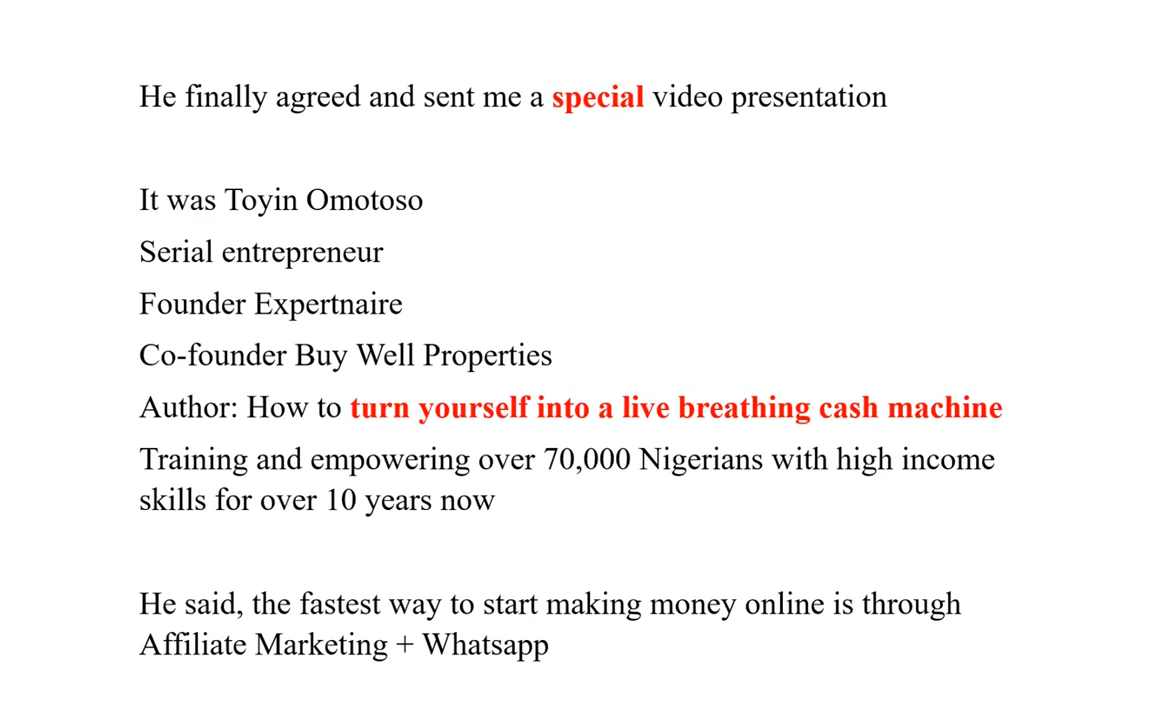 He finally agreed and sent me a special video presentation
It was Toyin Omotoso
Serial entrepreneur
Founder Expertnaire
Co-founder Buy Well Properties
Author: How to turn yourself into a live breathing cash machine
Training and empowering over 70,000 Nigerians with high income
skills for over 10 years now
He said, the fastest way to start making money online is through
Affiliate Marketing + Whatsapp